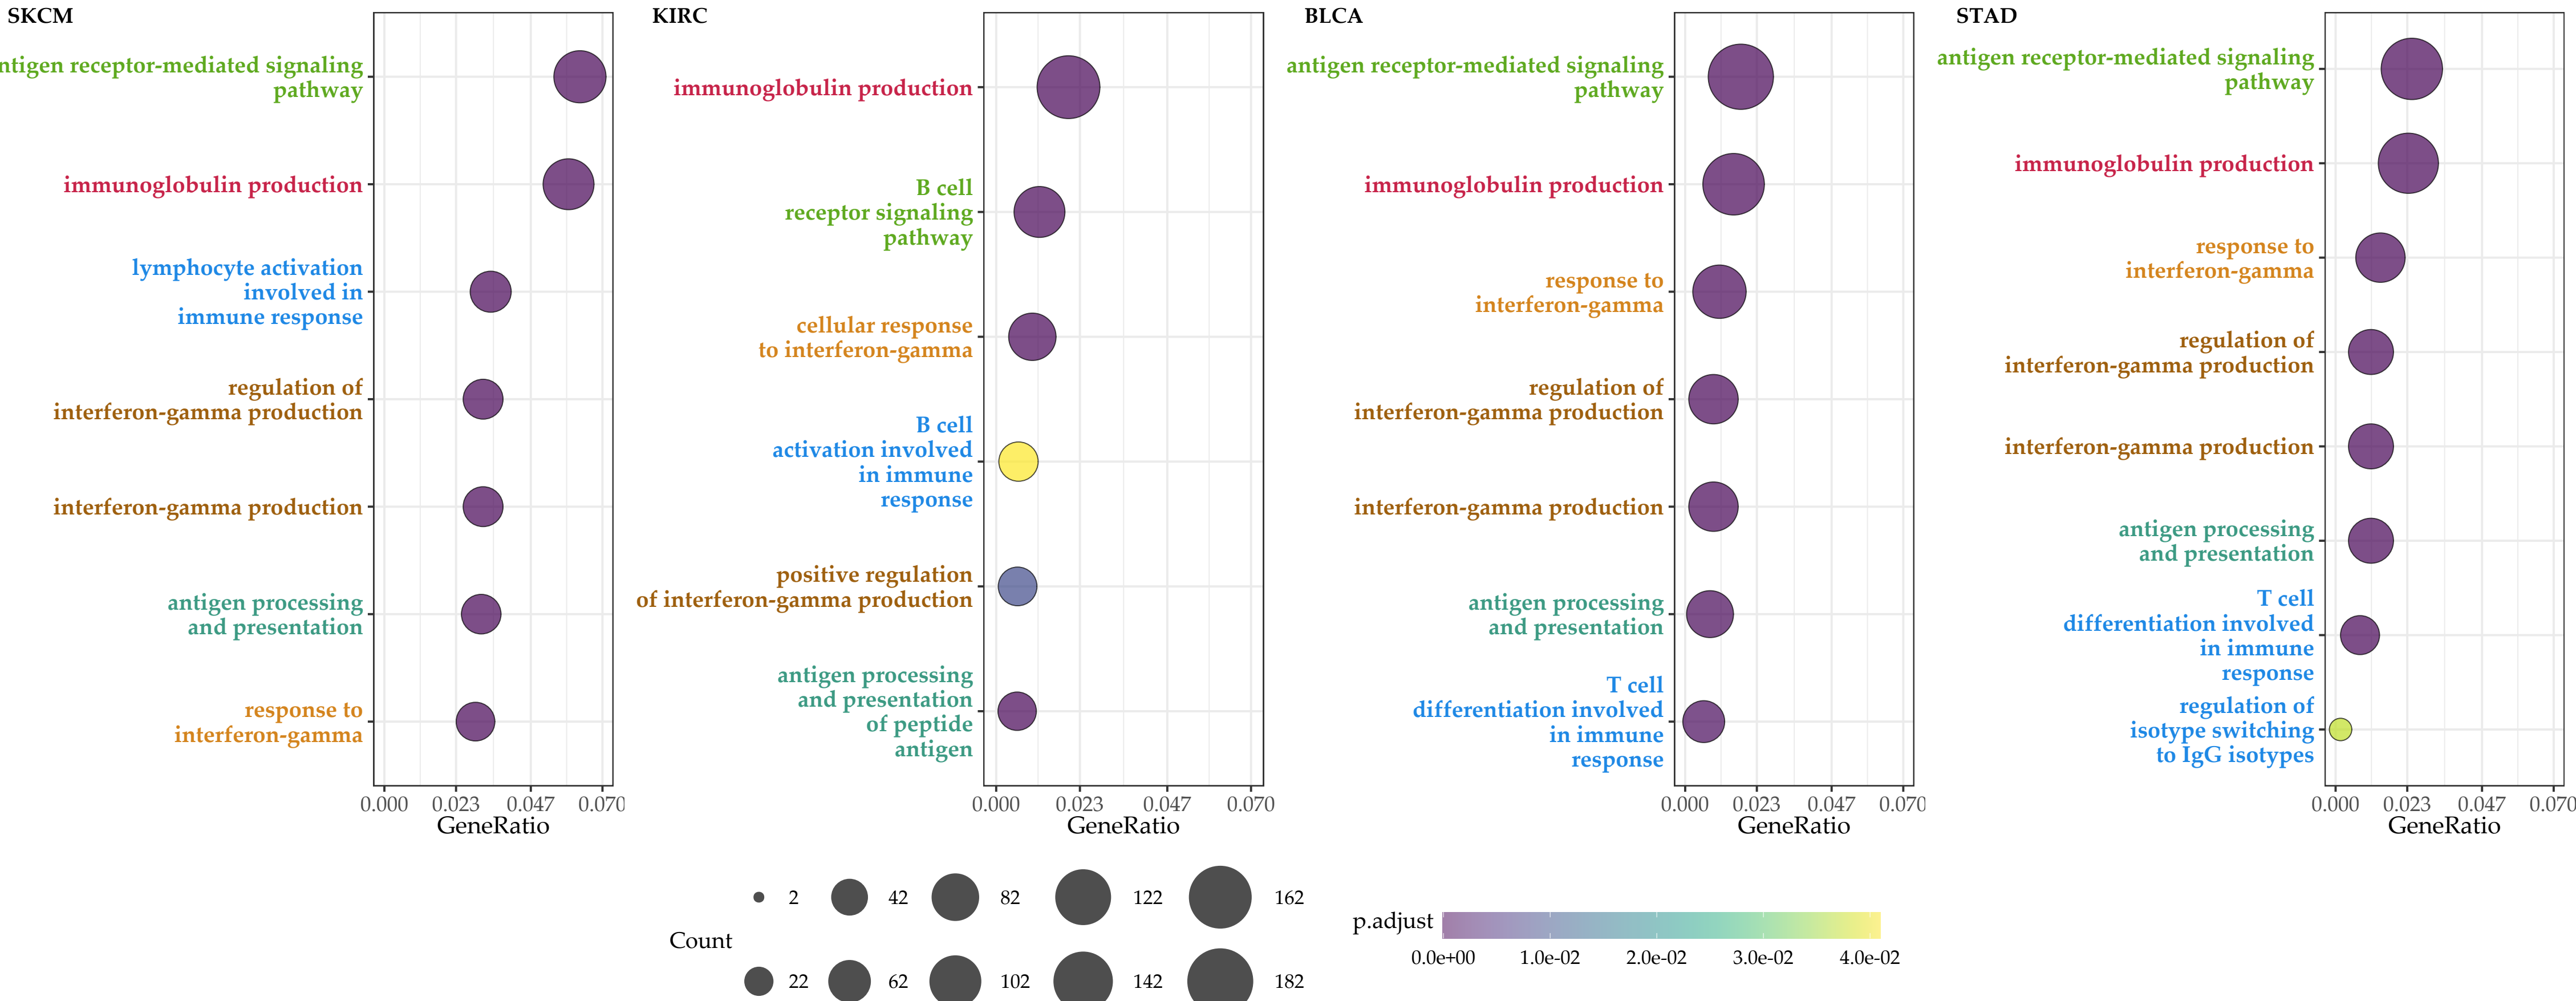 SKCM
ntigen receptor-mediated signaling
pathway
immunoglobulin production
lymphocyte activation
involved in
immune response
regulation of
interferon-gamma production
interferon-gamma production
antigen processing
and presentation
response to
interferon-gamma
0.000 0.023 0.047 0.070
GeneRatio
KIRC
immunoglobulin production
B cell
receptor signaling
pathway
cellular response
to interferon-gamma
B cell
activation involved
in immune
response
positive regulation
of interferon-gamma production
antigen processing
and presentation
of peptide
antigen
0.000 0.023 0.047 0.070
GeneRatio
BLCA
antigen receptor-mediated signaling
pathway
immunoglobulin production
response to
interferon-gamma
regulation of
interferon-gamma production
interferon-gamma production
antigen processing
and presentation
T cell
differentiation involved
in immune
response
0.000 0.023 0.047 0.070
GeneRatio
STAD
antigen receptor-mediated signaling
pathway
immunoglobulin production
response to
interferon-gamma
regulation of
interferon-gamma production
interferon-gamma production
antigen processing
and presentation
T cell
differentiation involved
in immune
response
regulation of
isotype switching
to IgG isotypes
0.000 0.023 0.047 0.070
GeneRatio
Count
2 42 82 122 162
22 62 102 142 182
p.adjust
0.0e+00 1.0e-02 2.0e-02 3.0e-02 4.0e-02